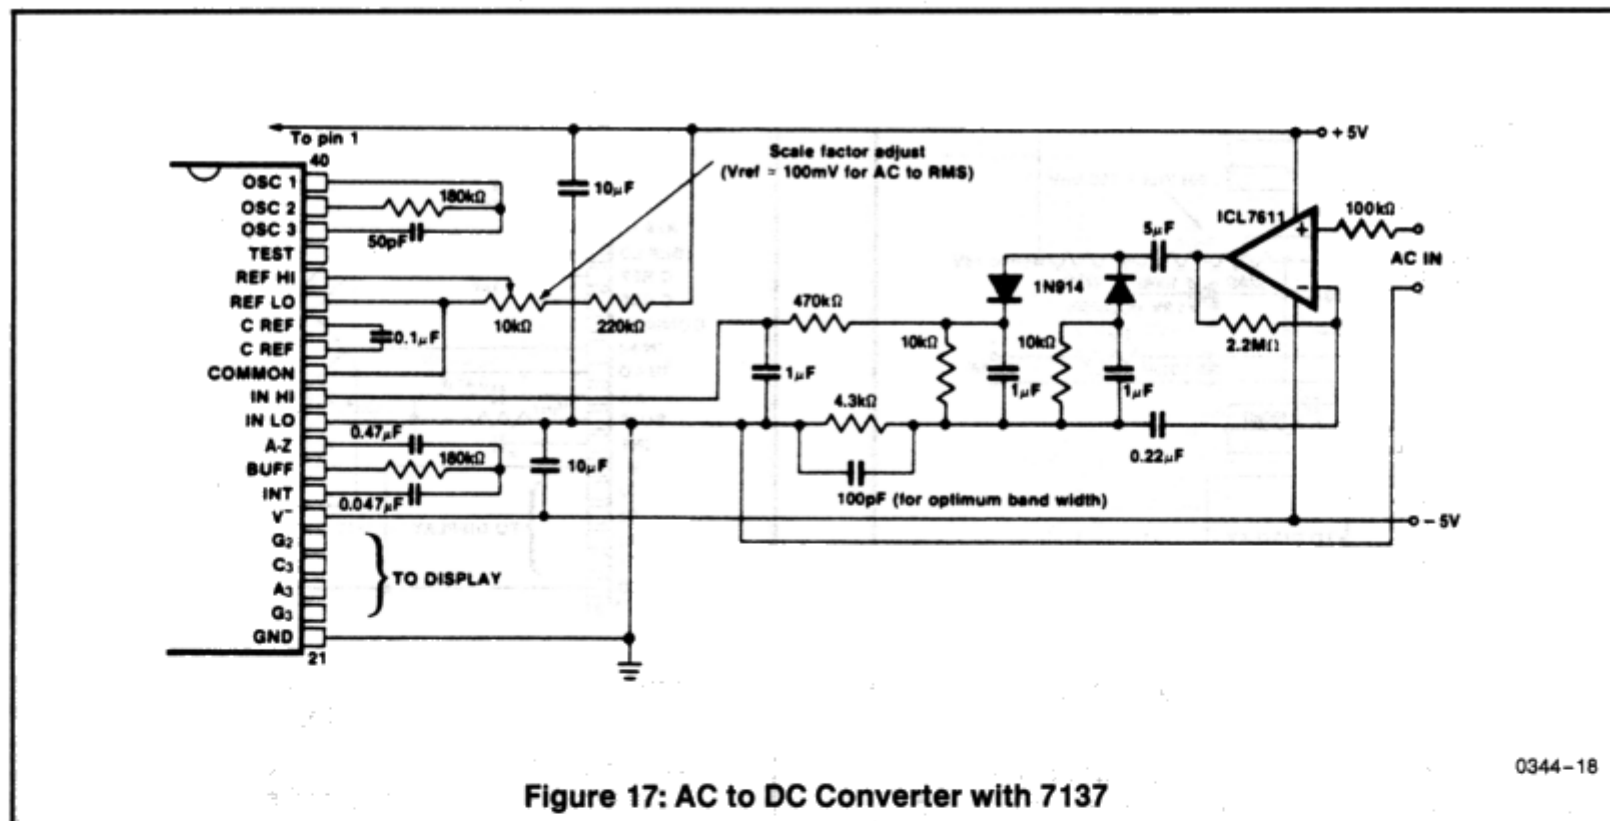 To pin 1
40
OSC 1
OSC 2
OSC 3
TEST
REF HI
REF LO
C REF
C REF
COMMON
IN HI
IN LO
A-Z
BUFF
INT
V⁻
G2
C3
A3
G3
GND
21
180kΩ
50pF
10kΩ
220kΩ
0.1μF
0.47μF
180kΩ
0.047μF
TO DISPLAY
10μF
10μF
Scale factor adjust
(Vref = 100mV for AC to RMS)
+ 5V
ICL7611
+
−
100kΩ
AC IN
5μF
1N914
470kΩ
2.2MΩ
10kΩ
10kΩ
1μF
1μF
1μF
4.3kΩ
0.22μF
100pF (for optimum band width)
− 5V
0344–18
Figure 17: AC to DC Converter with 7137